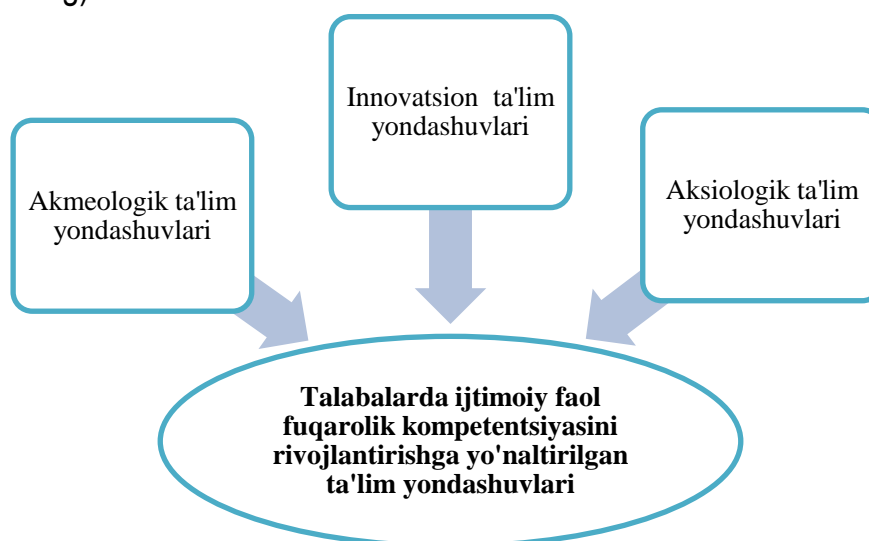 Innovatsion ta'lim
yondashuvlari
Akmeologik ta'lim
yondashuvlari
Aksiologik ta'lim
yondashuvlari
Talabalarda ijtimoiy faol
fuqarolik kompetentsiyasini
rivojlantirishga yo'naltirilgan
ta'lim yondashuvlari